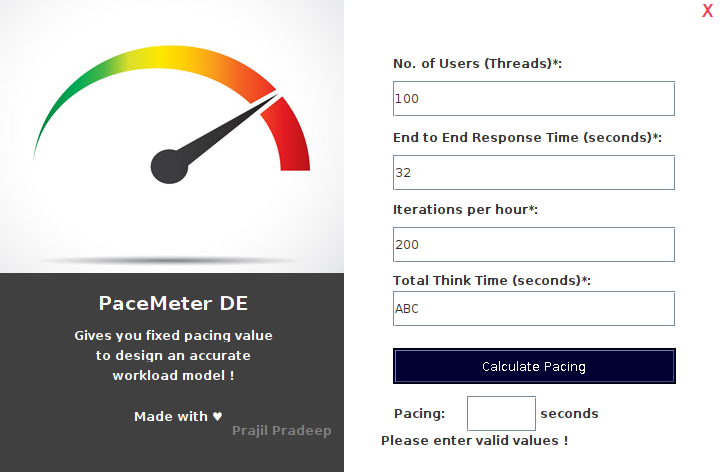 X
No. of Users (Threads)*:
100
End to End Response Time (seconds)*:
32
Iterations per hour*:
200
Total Think Time (seconds)*:
ABC
Calculate Pacing
Pacing: seconds
Please enter valid values !
PaceMeter DE
Gives you fixed pacing value
to design an accurate
workload model !
Made with ♥
Prajil Pradeep